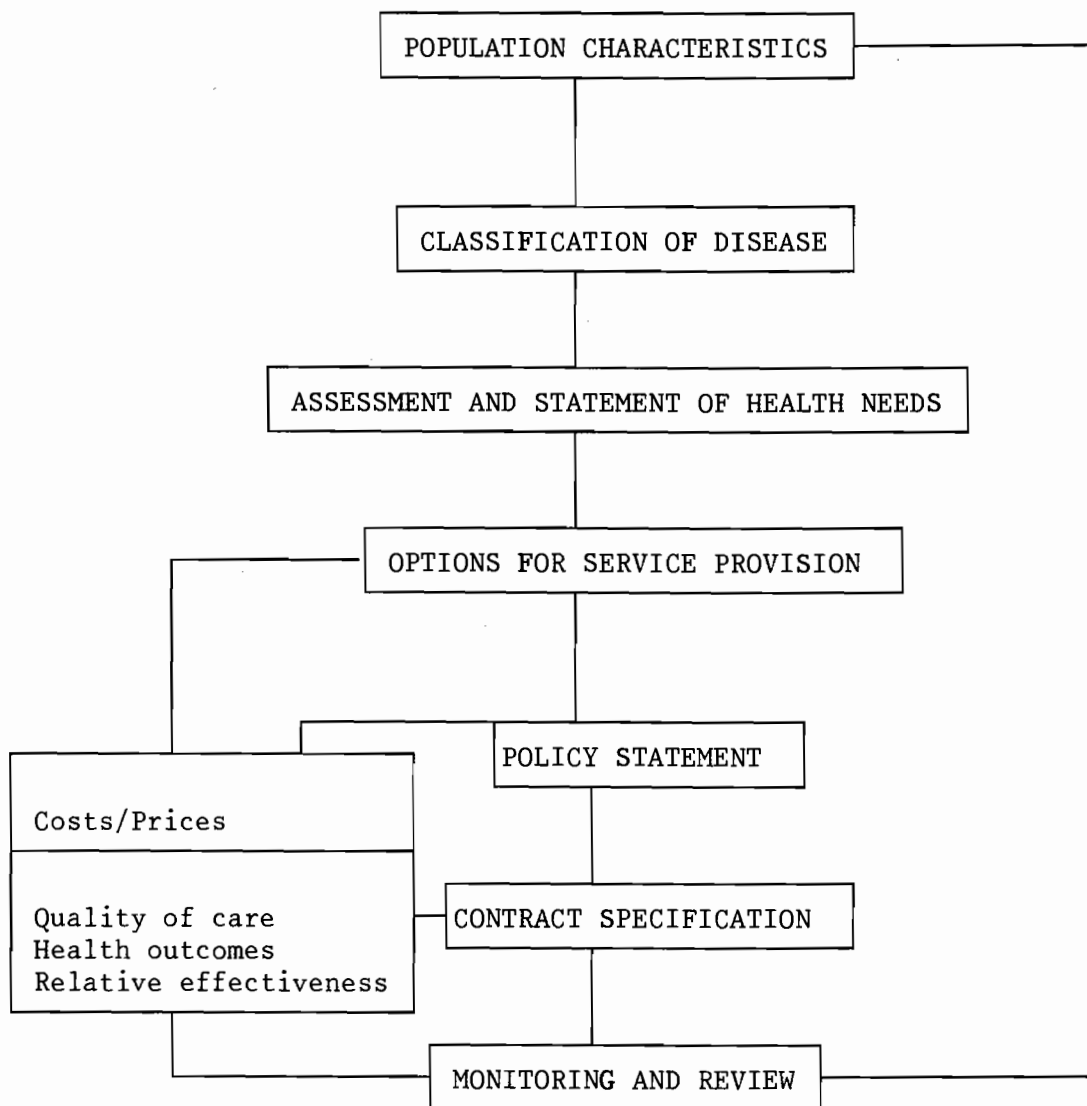 POPULATION CHARACTERISTICS
CLASSIFICATION OF DISEASE
ASSESSMENT AND STATEMENT OF HEALTH NEEDS
OPTIONS FOR SERVICE PROVISION
POLICY STATEMENT
Costs/Prices
Quality of care
Health outcomes
Relative effectiveness
CONTRACT SPECIFICATION
MONITORING AND REVIEW